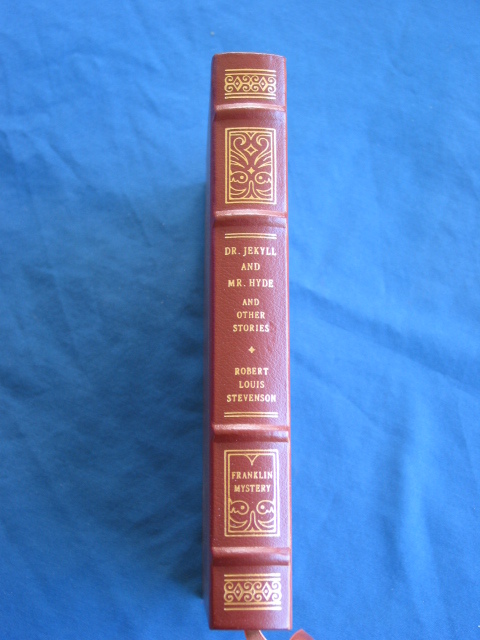 DR. JEKYLL
AND
MR. HYDE
AND
OTHER
STORIES
ROBERT
LOUIS
STEVENSON
FRANKLIN
MYSTERY